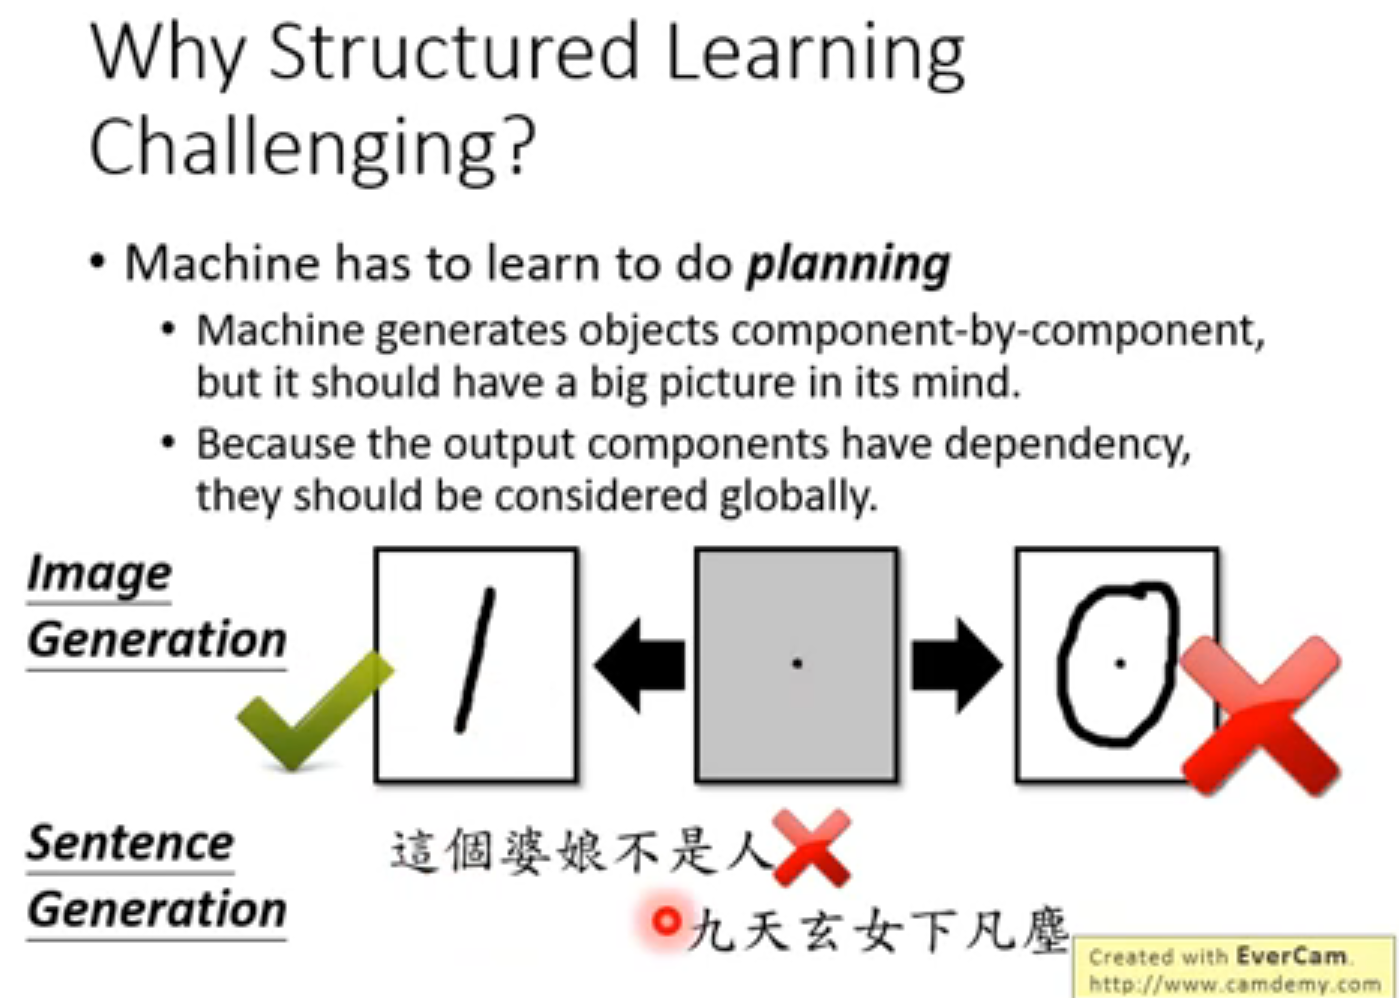 Why Structured Learning
Challenging?
• Machine has to learn to do planning
• Machine generates objects component-by-component,
but it should have a big picture in its mind.
• Because the output components have dependency,
they should be considered globally.
Image
Generation
Sentence
Generation
這個婆娘不是人
九天玄女下凡塵
Created with EverCam.
http://www.camdemy.com